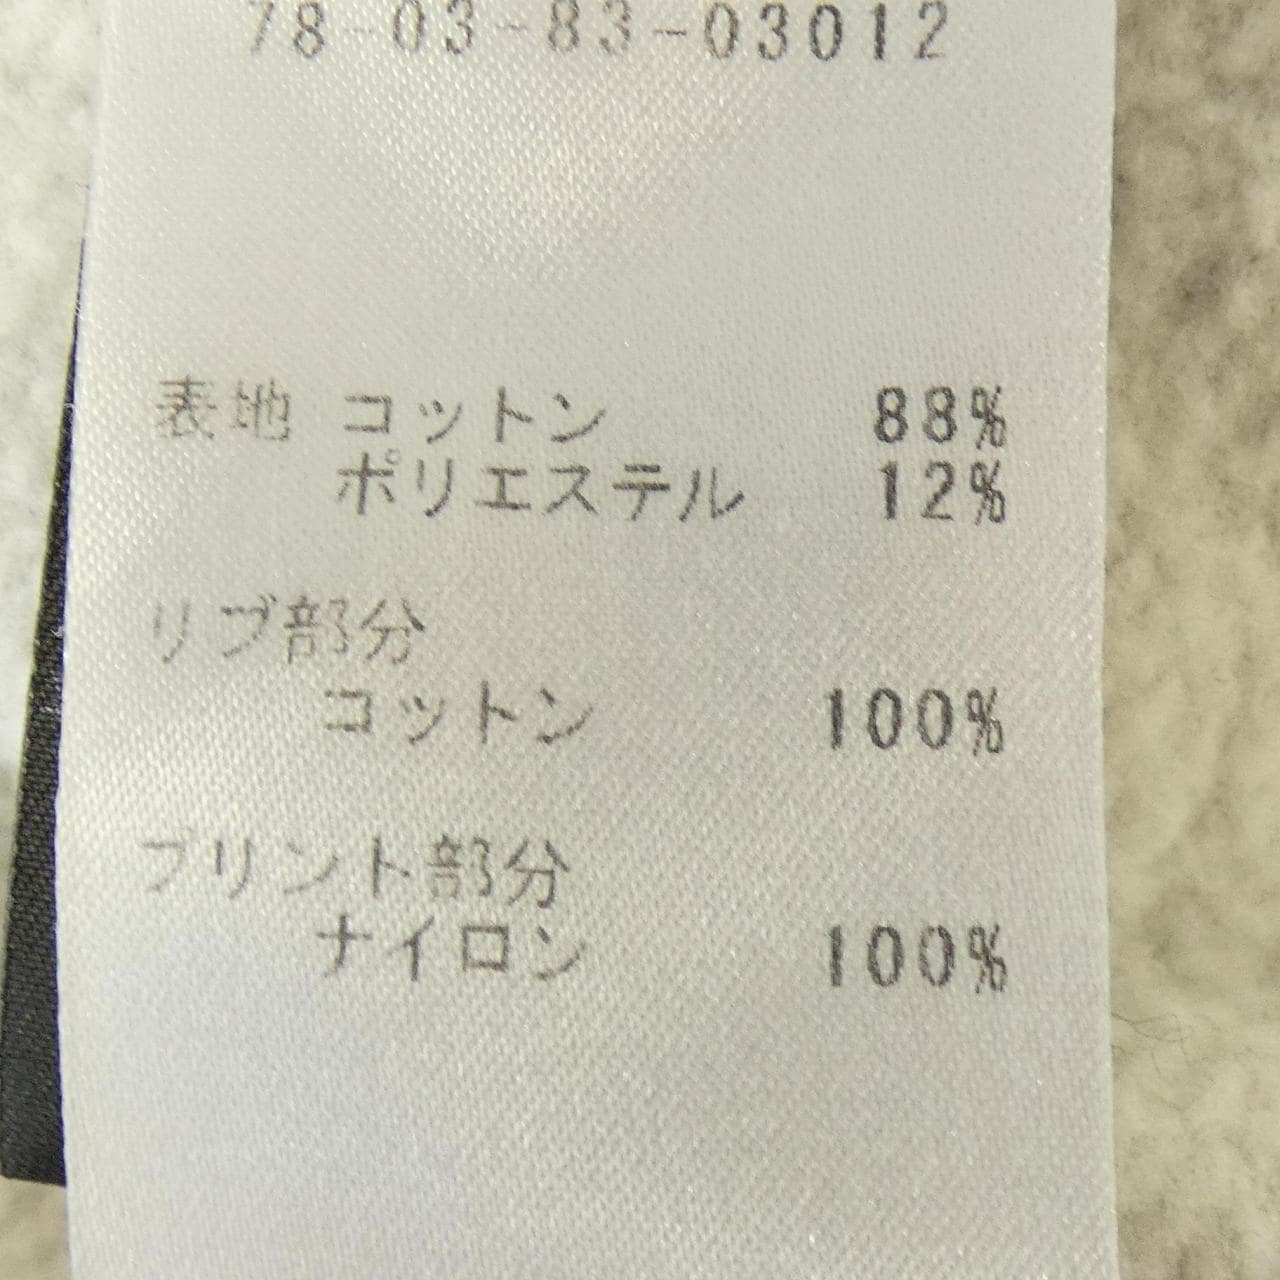 78-03-83-03012
表地 コットン 88%
ポリエステル 12%
リブ部分
コットン 100%
プリント部分
ナイロン 100%